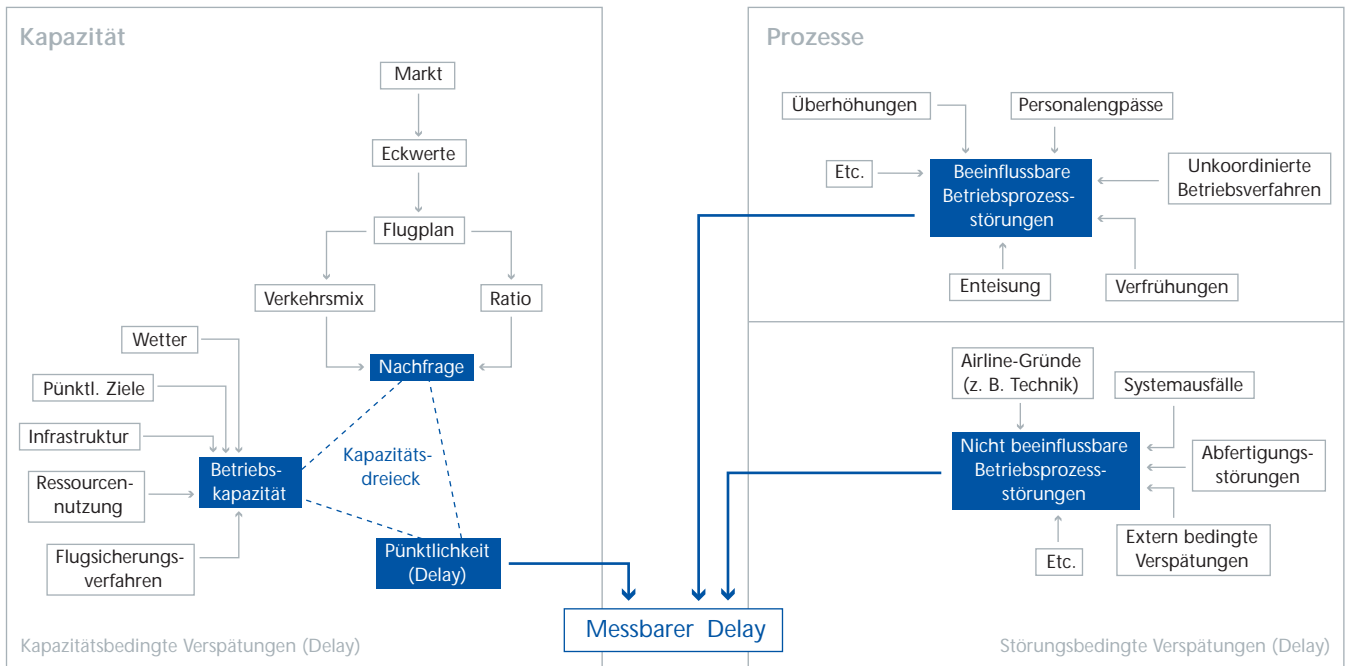 Kapazität
Markt
Eckwerte
Flugplan
Verkehrsmix
Ratio
Nachfrage
Wetter
Pünktl. Ziele
Infrastruktur
Ressourcen-
nutzung
Flugsicherungs-
verfahren
Betriebs-
kapazität
Kapazitäts-
dreieck
Pünktlichkeit
(Delay)
Kapazitätsbedingte Verspätungen (Delay)
Prozesse
Überhöhungen
Personalengpässe
Etc.
Beeinflussbare
Betriebsprozess-
störungen
Unkoordinierte
Betriebsverfahren
Enteisung
Verfrühungen
Airline-Gründe
(z. B. Technik)
Systemausfälle
Nicht beeinflussbare
Betriebsprozess-
störungen
Abfertigungs-
störungen
Etc.
Extern bedingte
Verspätungen
Messbarer Delay
Störungsbedingte Verspätungen (Delay)